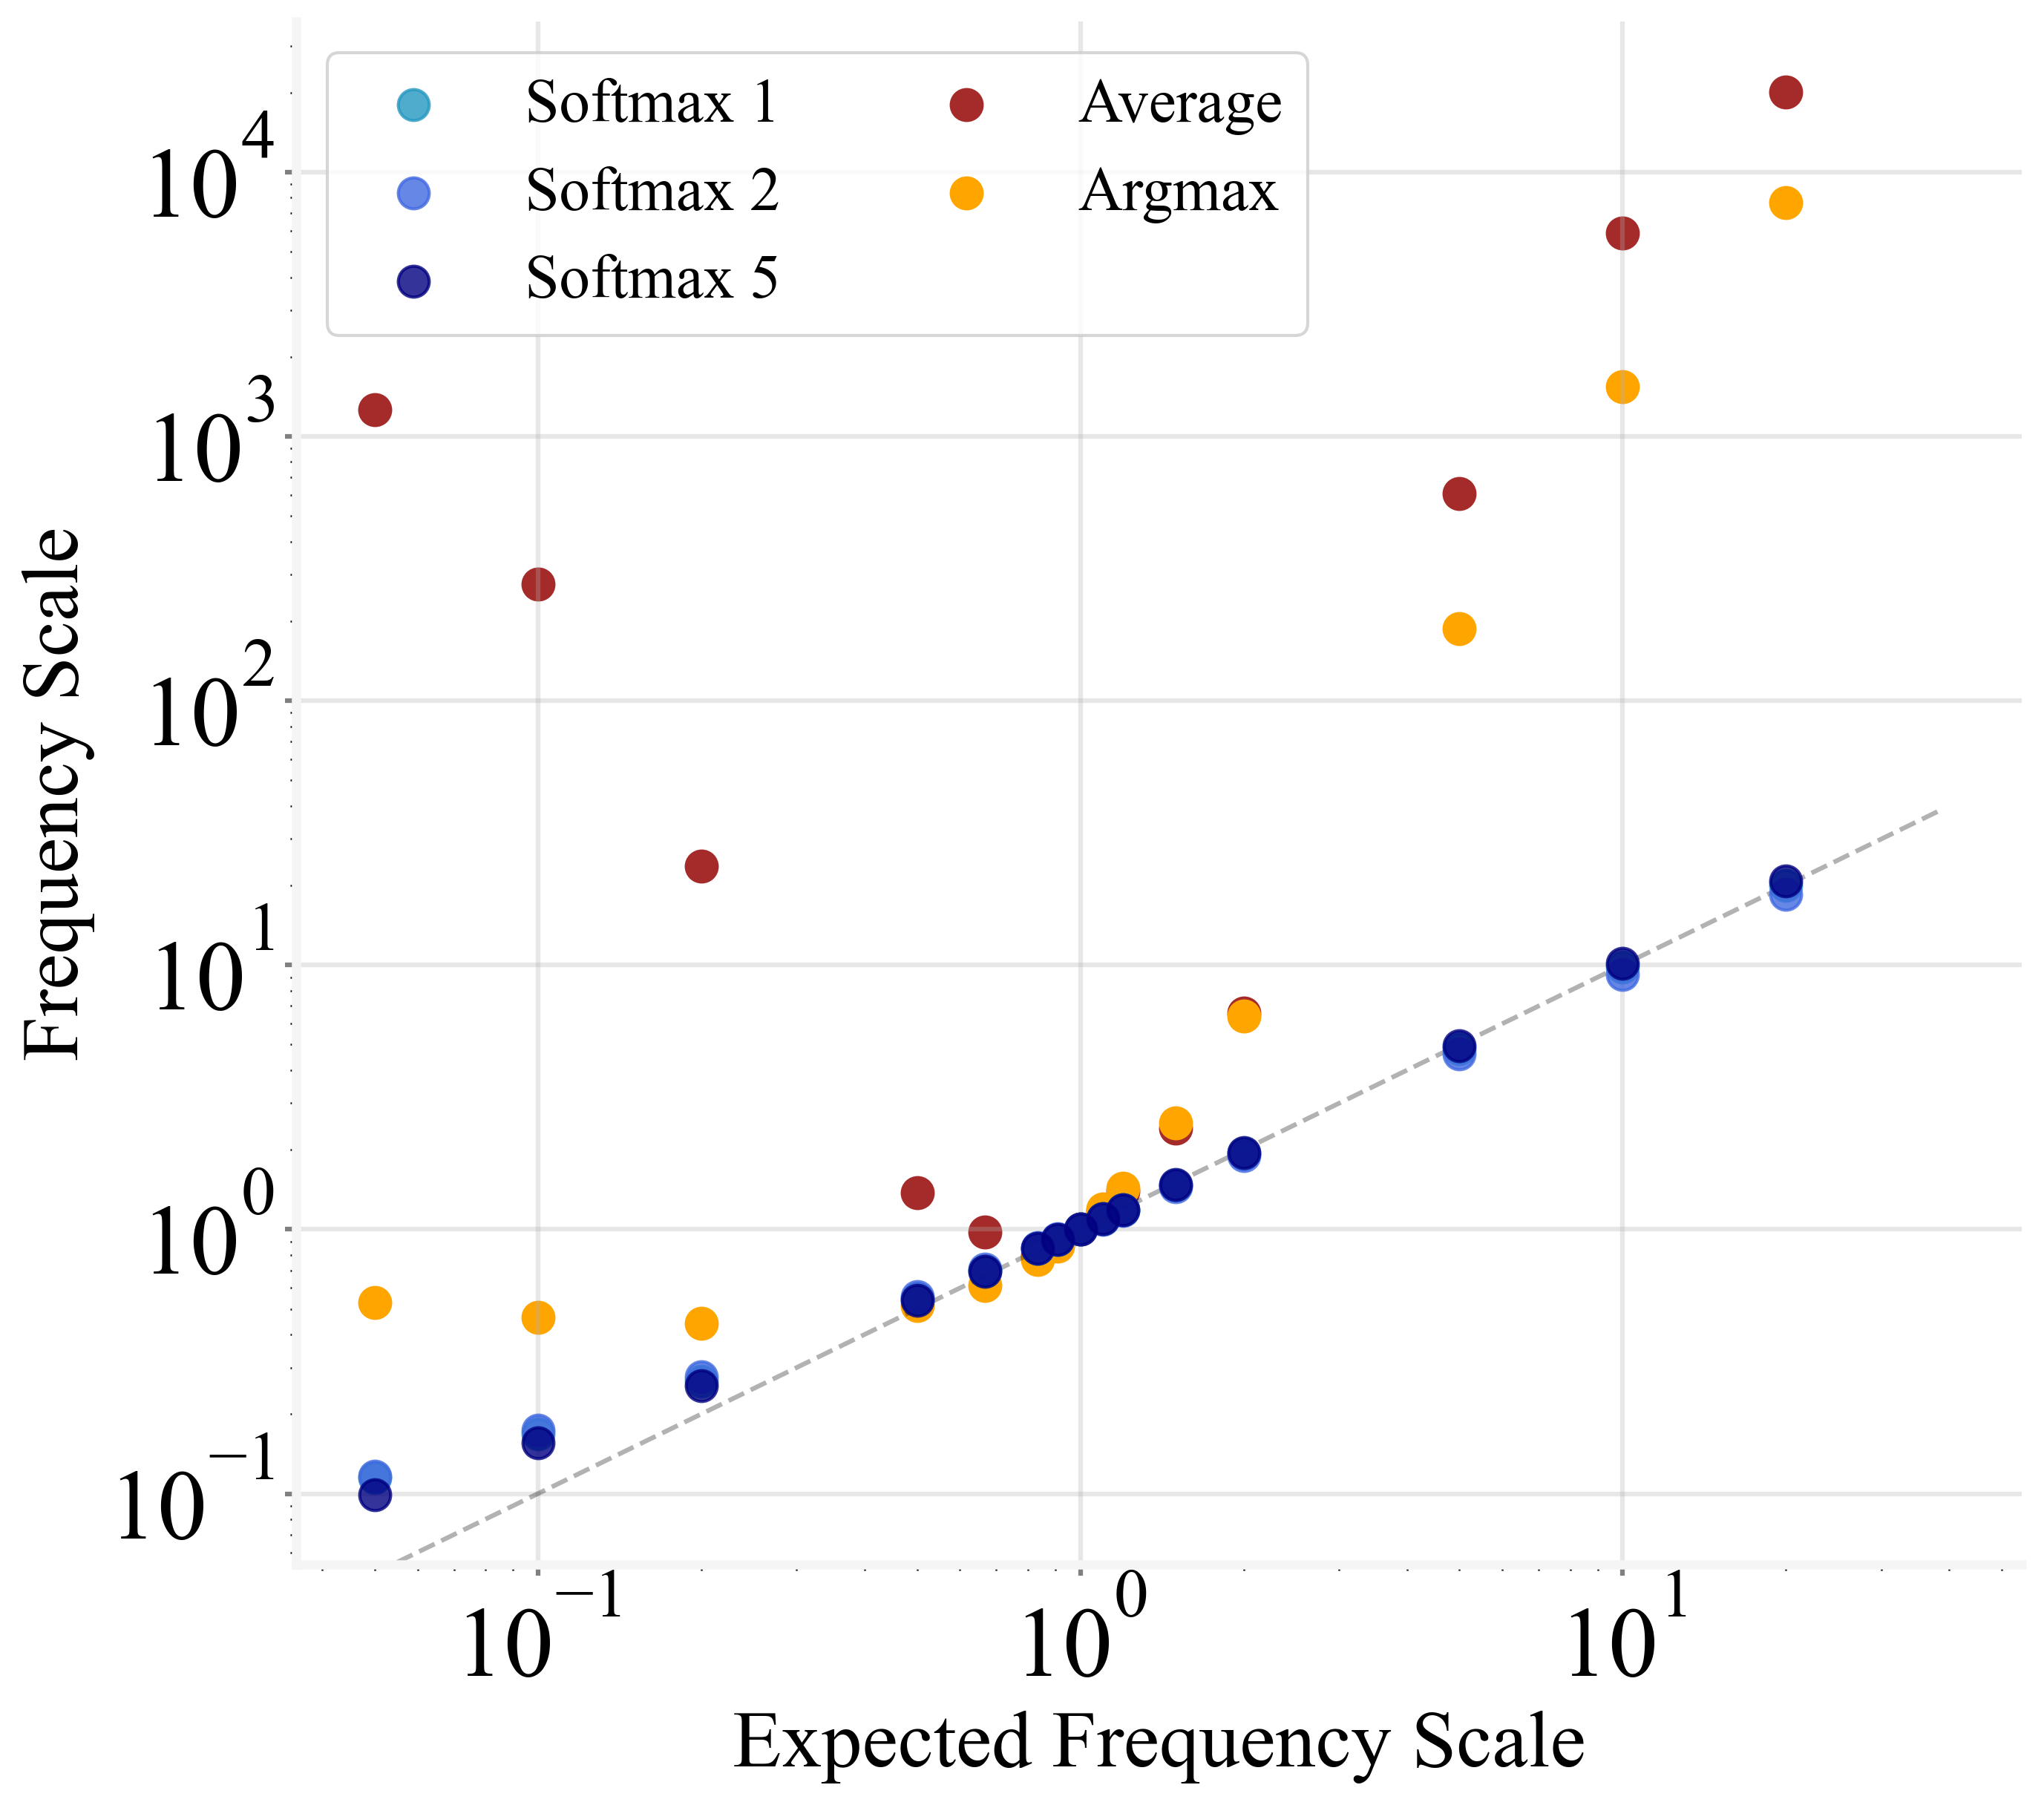 Softmax 1
Softmax 2
Softmax 5
Average
Argmax
10^4
10^3
10^2
10^1
10^0
10^−1
Frequency Scale
10^−1
10^0
10^1
Expected Frequency Scale